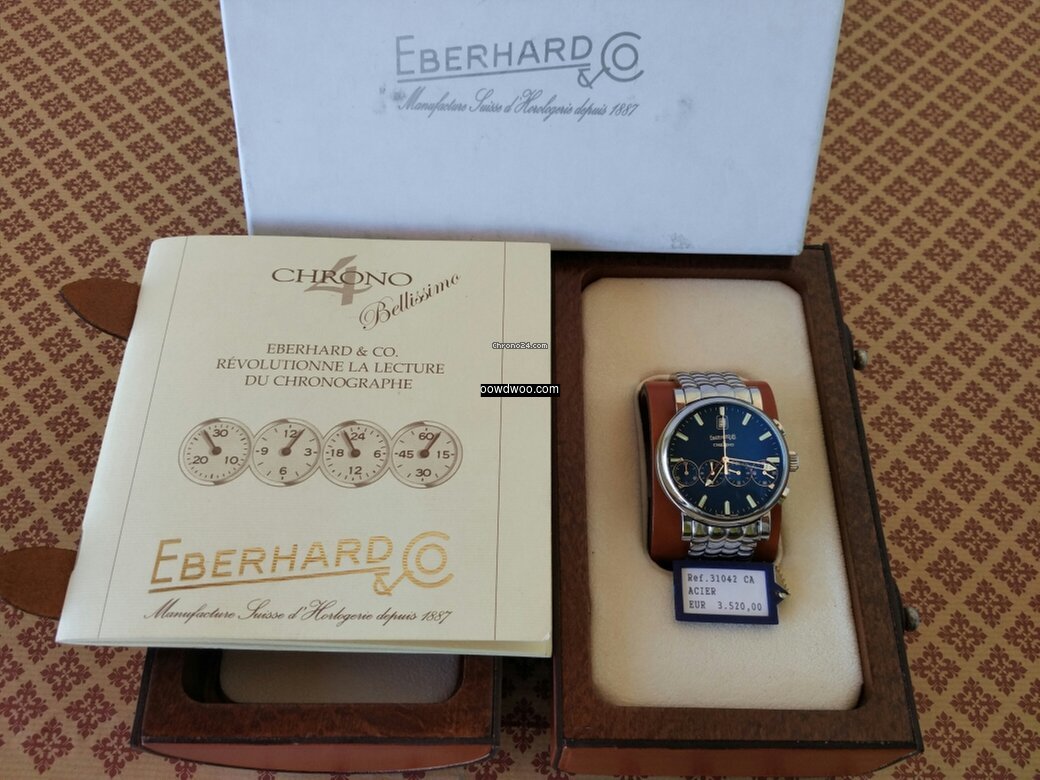 EBERHARD & CO
Manufacture Suisse d'Horlogerie depuis 1887
CHRONO 4
Bellissimo
EBERHARD & CO.
RÉVOLUTIONNE LA LECTURE
DU CHRONOGRAPHE
30 20 10
12 9 3 6
24 18 6 12
60 45 15 30
EBERHARD & CO
Manufacture Suisse d'Horlogerie depuis 1887
Chrono24.com
oowdwoo.com
EBERHARD & CO
CHRONO
Ref.31042 CA
ACIER
EUR 3.520,00